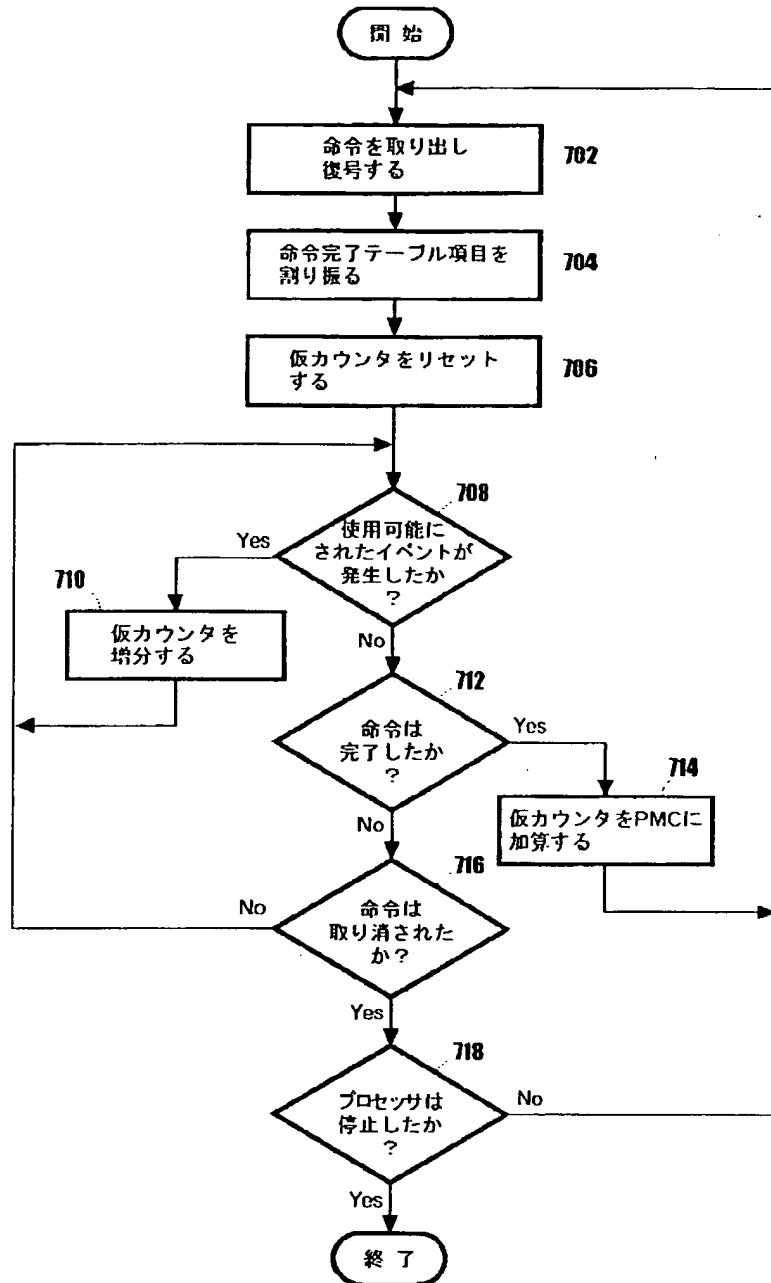 開始
命令を取り出し
復号する
702
命令完了テーブル項目を
割り振る
704
仮カウンタをリセット
する
706
708
使用可能に
されたイベントが
発生したか
?
Yes
710
仮カウンタを
増分する
No
712
命令は
完了したか
?
Yes
714
仮カウンタをPMCに
加算する
No
716
命令は
取り消された
か?
No
Yes
718
プロセッサは
停止したか
?
No
Yes
終了